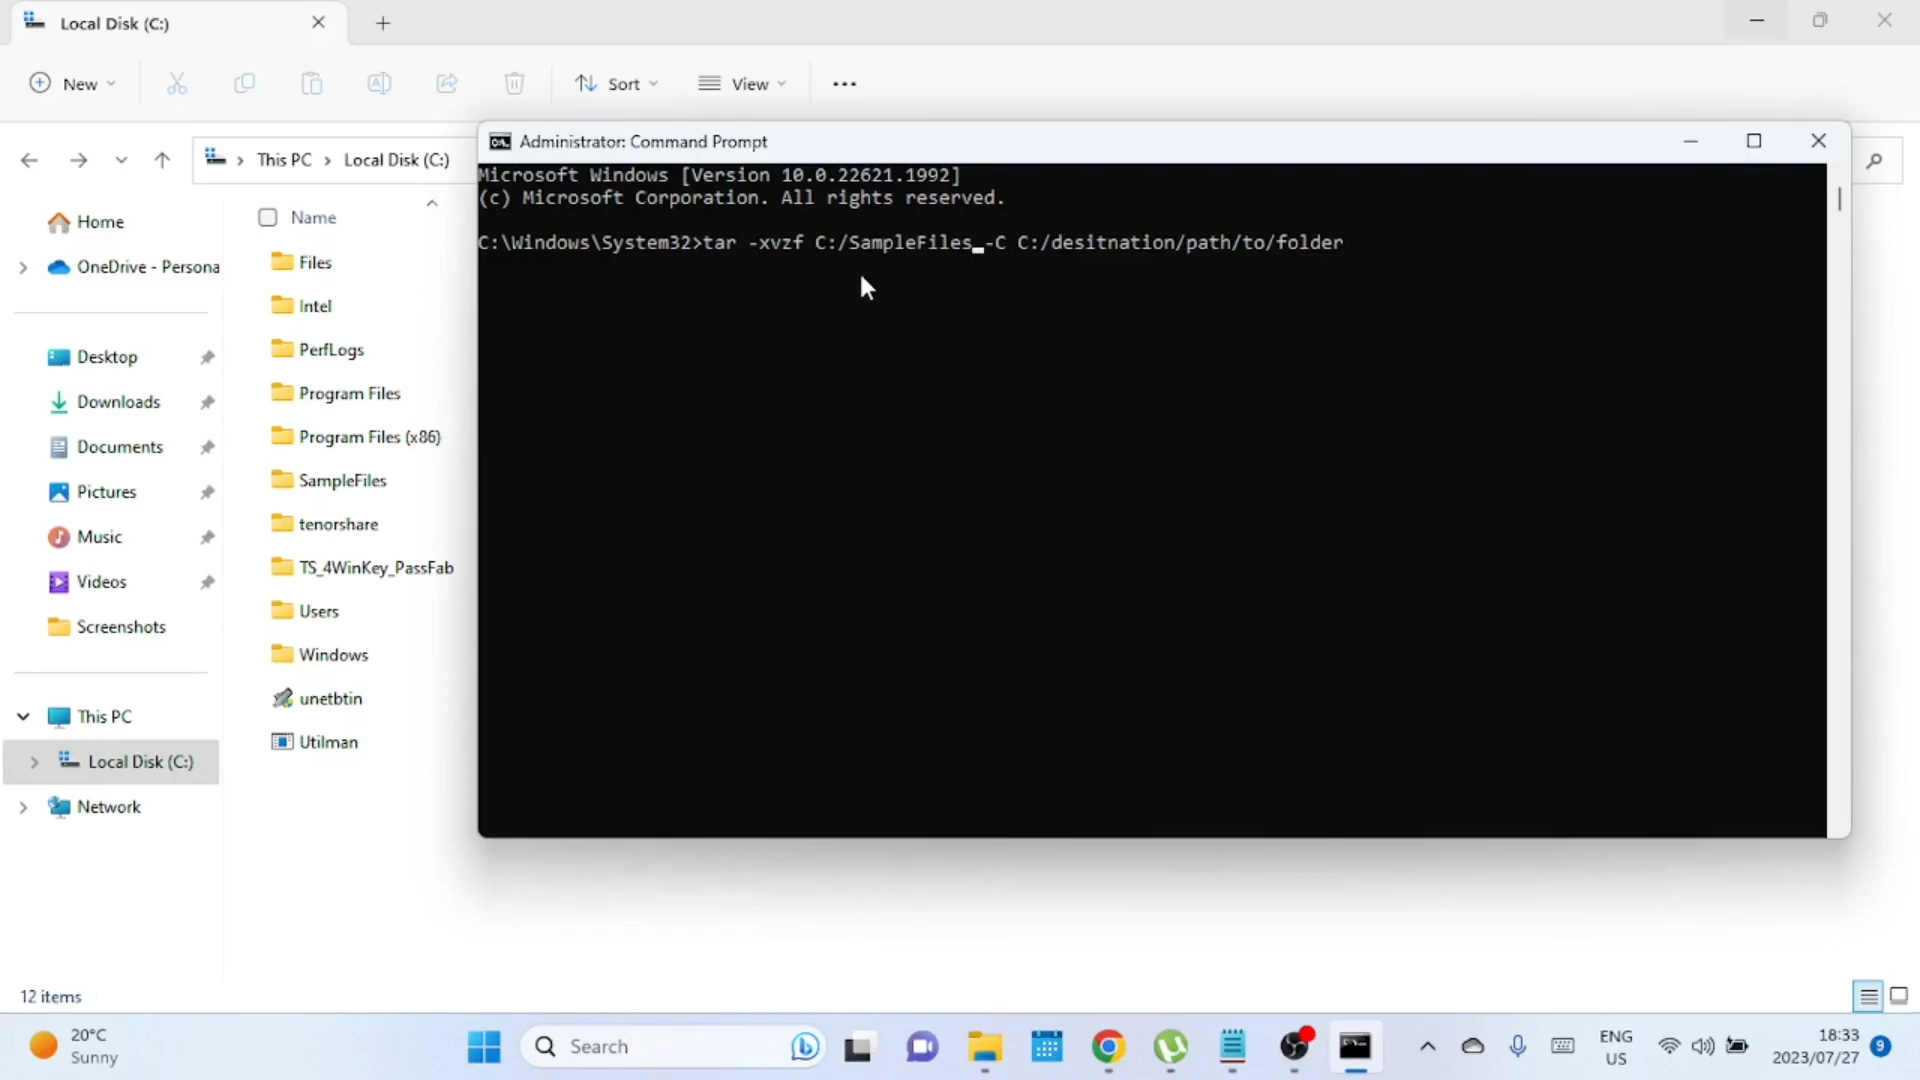 Local Disk (C:)
New
Sort
View
This PC > Local Disk (C:)
Administrator: Command Prompt
Microsoft Windows [Version 10.0.22621.1992]
(c) Microsoft Corporation. All rights reserved.
C:\Windows\System32>tar -xvzf C:/SampleFiles_-C C:/desitnation/path/to/folder
Name
Home
OneDrive - Persona
Desktop
Downloads
Documents
Pictures
Music
Videos
Screenshots
This PC
Local Disk (C:)
Network
Files
Intel
PerfLogs
Program Files
Program Files (x86)
SampleFiles
tenorshare
TS_4WinKey_PassFab
Users
Windows
unetbtin
Utilman
12 items
20°C
Sunny
Search
ENG
US
18:33
2023/07/27
9